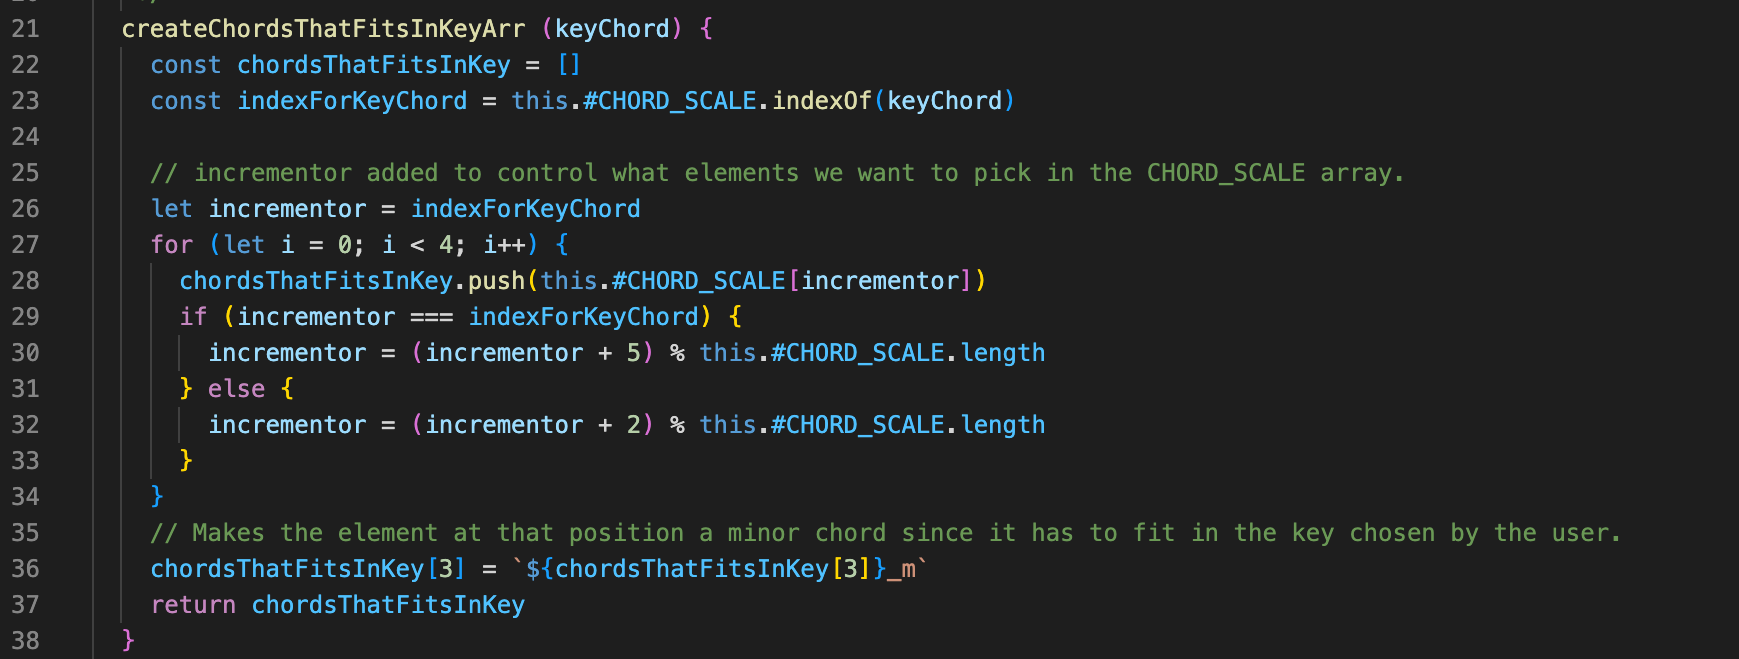 21 createChordsThatFitsInKeyArr (keyChord) {
22 const chordsThatFitsInKey = []
23 const indexForKeyChord = this.#CHORD_SCALE.indexOf(keyChord)
24
25 // incrementor added to control what elements we want to pick in the CHORD_SCALE array.
26 let incrementor = indexForKeyChord
27 for (let i = 0; i < 4; i++) {
28 chordsThatFitsInKey.push(this.#CHORD_SCALE[incrementor])
29 if (incrementor === indexForKeyChord) {
30 incrementor = (incrementor + 5) % this.#CHORD_SCALE.length
31 } else {
32 incrementor = (incrementor + 2) % this.#CHORD_SCALE.length
33 }
34 }
35 // Makes the element at that position a minor chord since it has to fit in the key chosen by the user.
36 chordsThatFitsInKey[3] = `${chordsThatFitsInKey[3]}_m`
37 return chordsThatFitsInKey
38 }